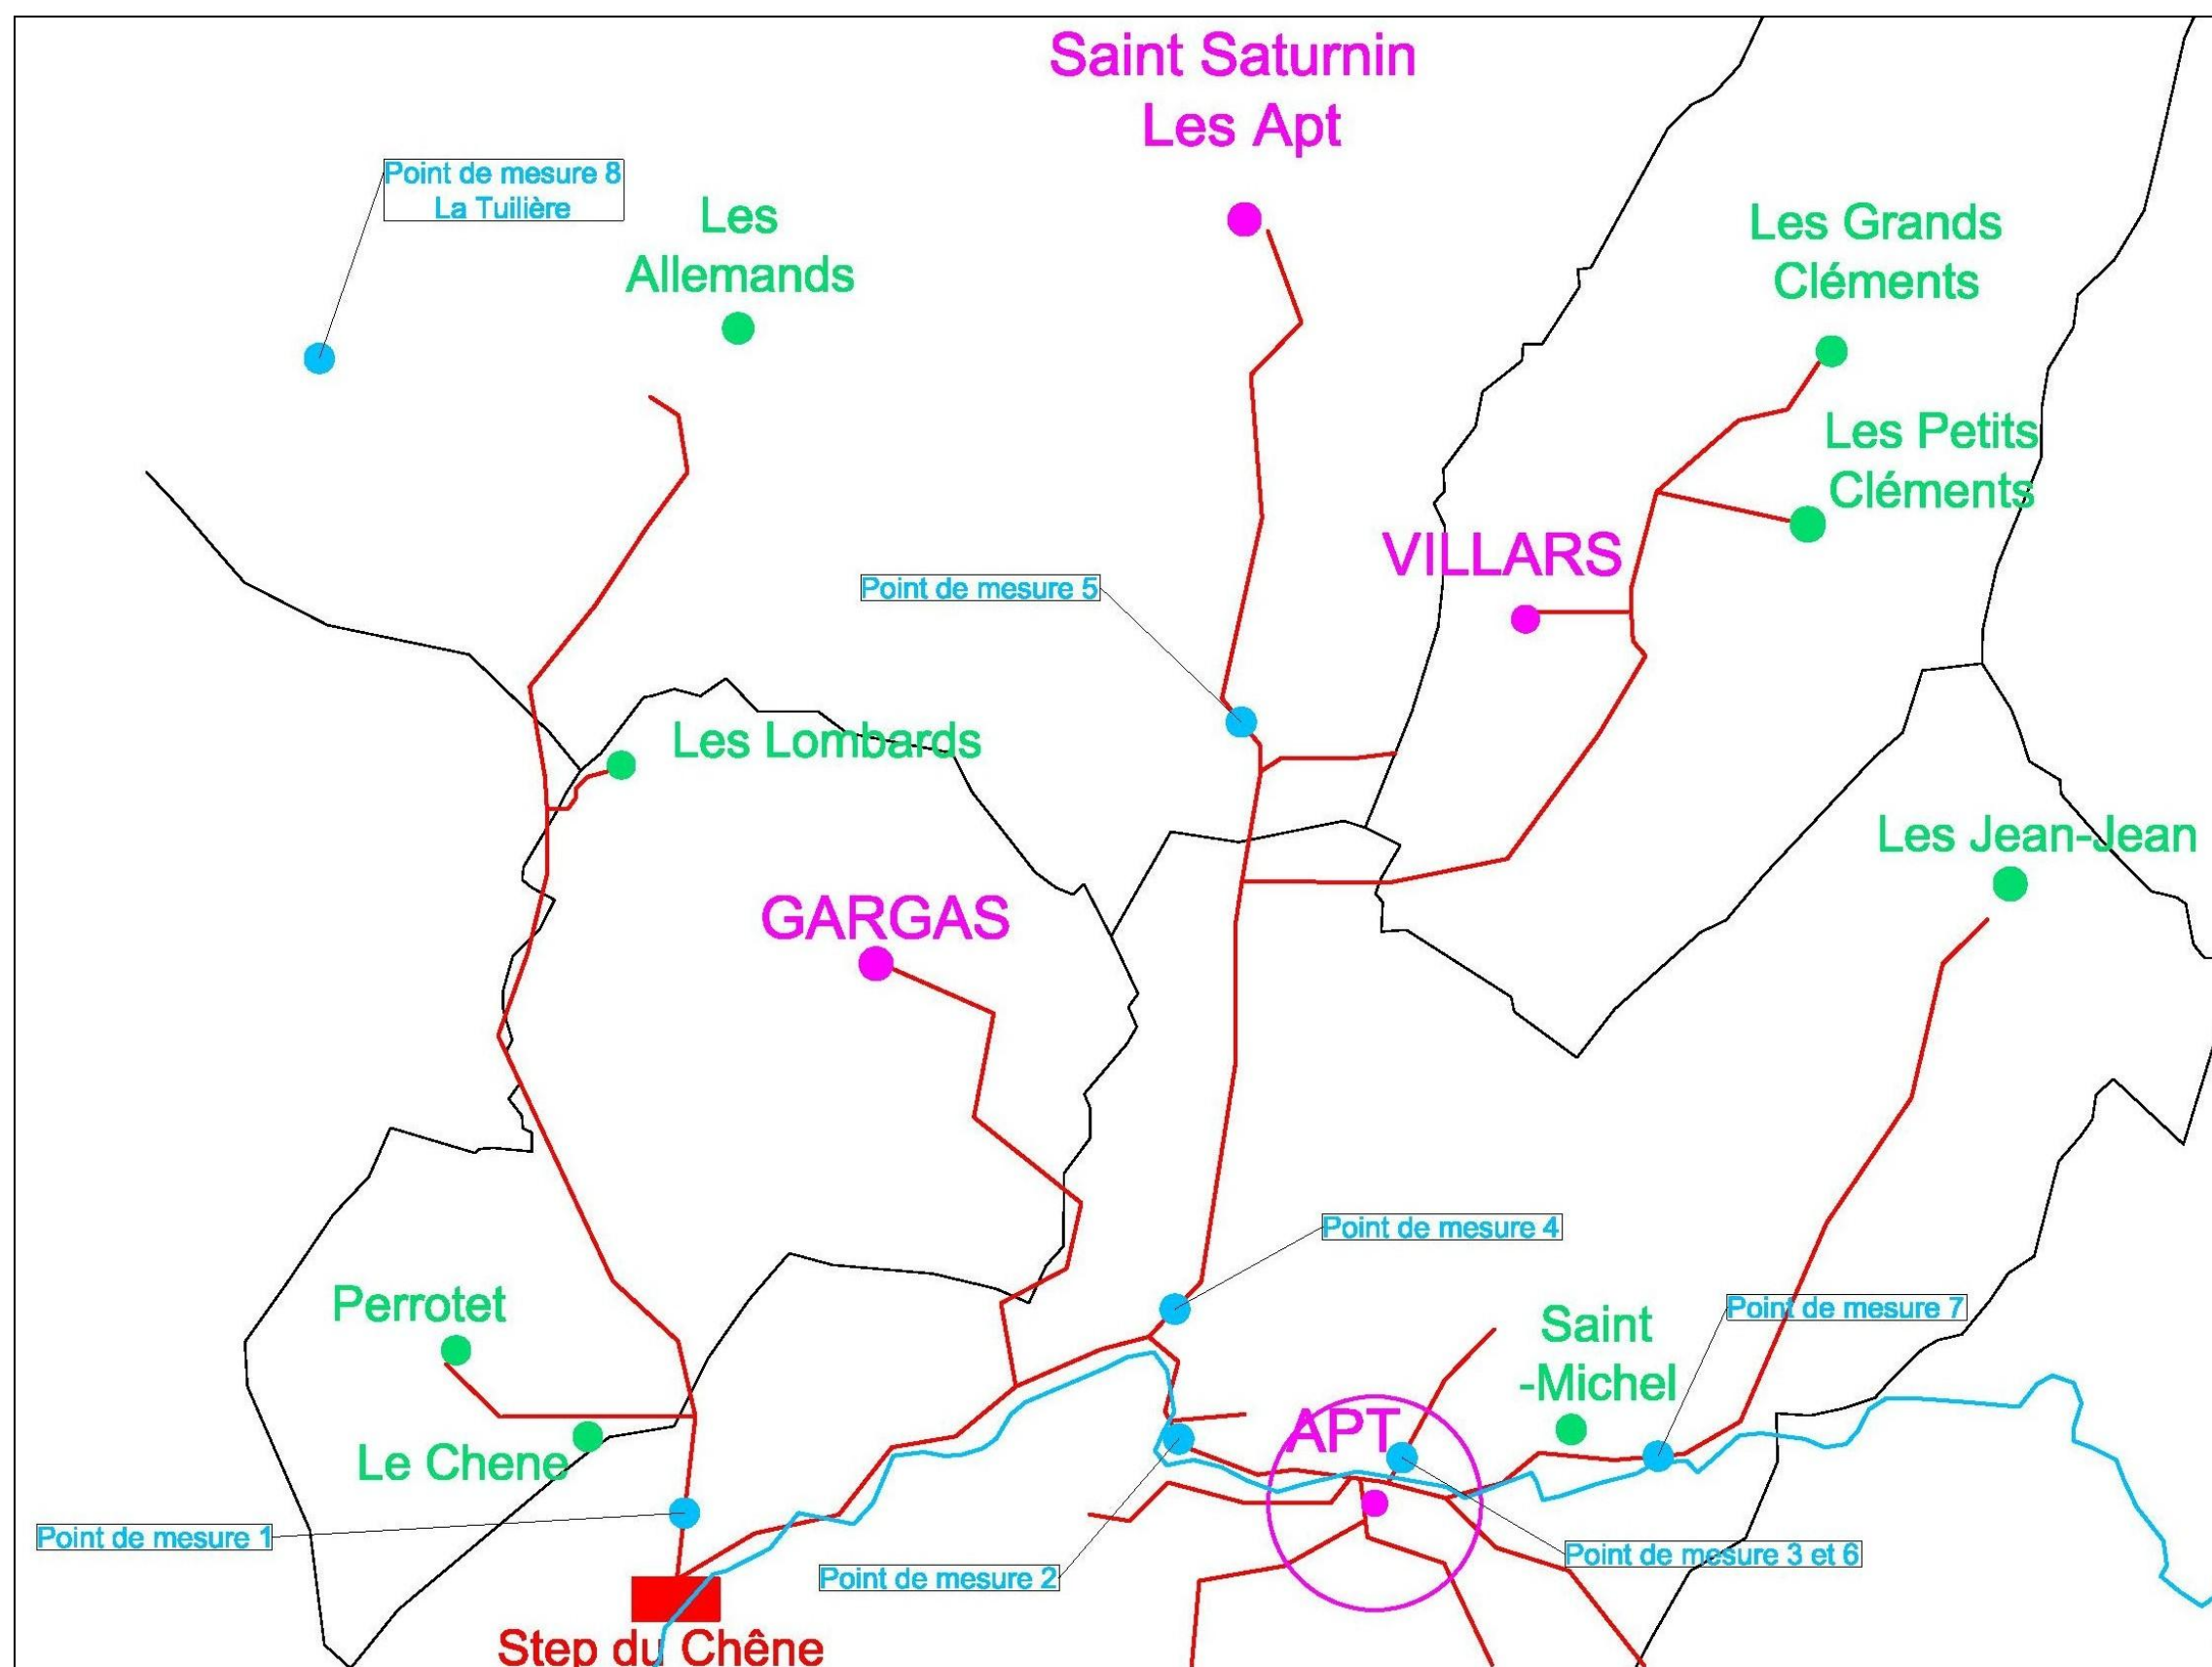 Saint Saturnin
Les Apt
Point de mesure 8
La Tuilière
Les
Allemands
Les Grands
Cléments
Les Petits
Cléments
VILLARS
Point de mesure 5
Les Lombards
Les Jean-Jean
GARGAS
Point de mesure 4
Perrotet
Saint
-Michel
Point de mesure 7
APT
Le Chene
Point de mesure 1
Point de mesure 2
Point de mesure 3 et 6
Step du Chêne